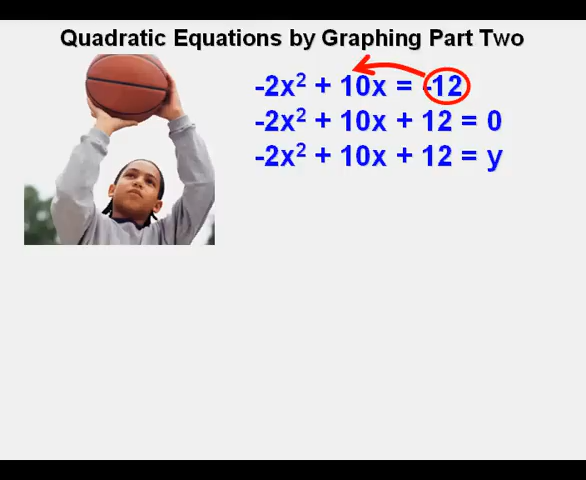 Quadratic Equations by Graphing Part Two
-2x² + 10x = -12
-2x² + 10x + 12 = 0
-2x² + 10x + 12 = y